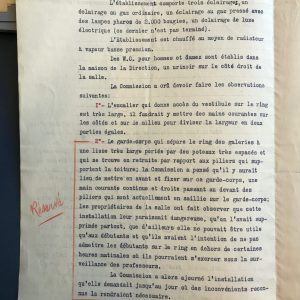 L'établissement comporte trois éclairages, un
éclairage au gaz ordinaire, un éclairage au gaz pressé avec
des lampes phares de 2.000 bougies, un éclairage de luxe
électrique (ce dernier n'est pas terminé).
L'Etablissement est chauffé au moyen de radiateur
à vapeur basse pression.
Des W.C. pour hommes et dames sont établis dans
la maison de la Direction, un urinoir sur le côté droit de
la salle.
La Commission a crû devoir faire les observations
suivantes:
1°- L'escalier qui donne accès du vestibule sur le ring
est très large, il faudrait y mettre des mains courantes sur
les côtés et sur le milieu pour diviser la largeur en deux
parties égales.
2°- Le garde-corps qui sépare le ring des galeries à
une lisse très large portée par des poteaux très espacés et
qui se trouve en retraite par rapport aux piliers qui sup-
portent la toiture; la Commission a pensé qu'il y aurait
lieu de mettre en avant et fixer sur ce garde-corps, une
main courante continue et droite passant au devant des
piliers qui sont actuellement en saillie sur le garde-corps;
les propriétaires de la salle ont fait observer que cette
installation leur paraissait dangereuse, qu'on l'avait sup-
primée partout, que d'ailleurs elle ne pouvait être utile
qu'aux débutants et qu'ils avaient l'intention de ne pas
admettre les débutants sur le ring en dehors de certaines
heures matinales où ils pourraient s'exercer sous la sur-
veillance des professeurs.
La Commission a alors ajourné l'installation
qu'elle demanterait jusqu'au jour où des inconvénients recon-
nus la rendraient nécessaire.
Réservé